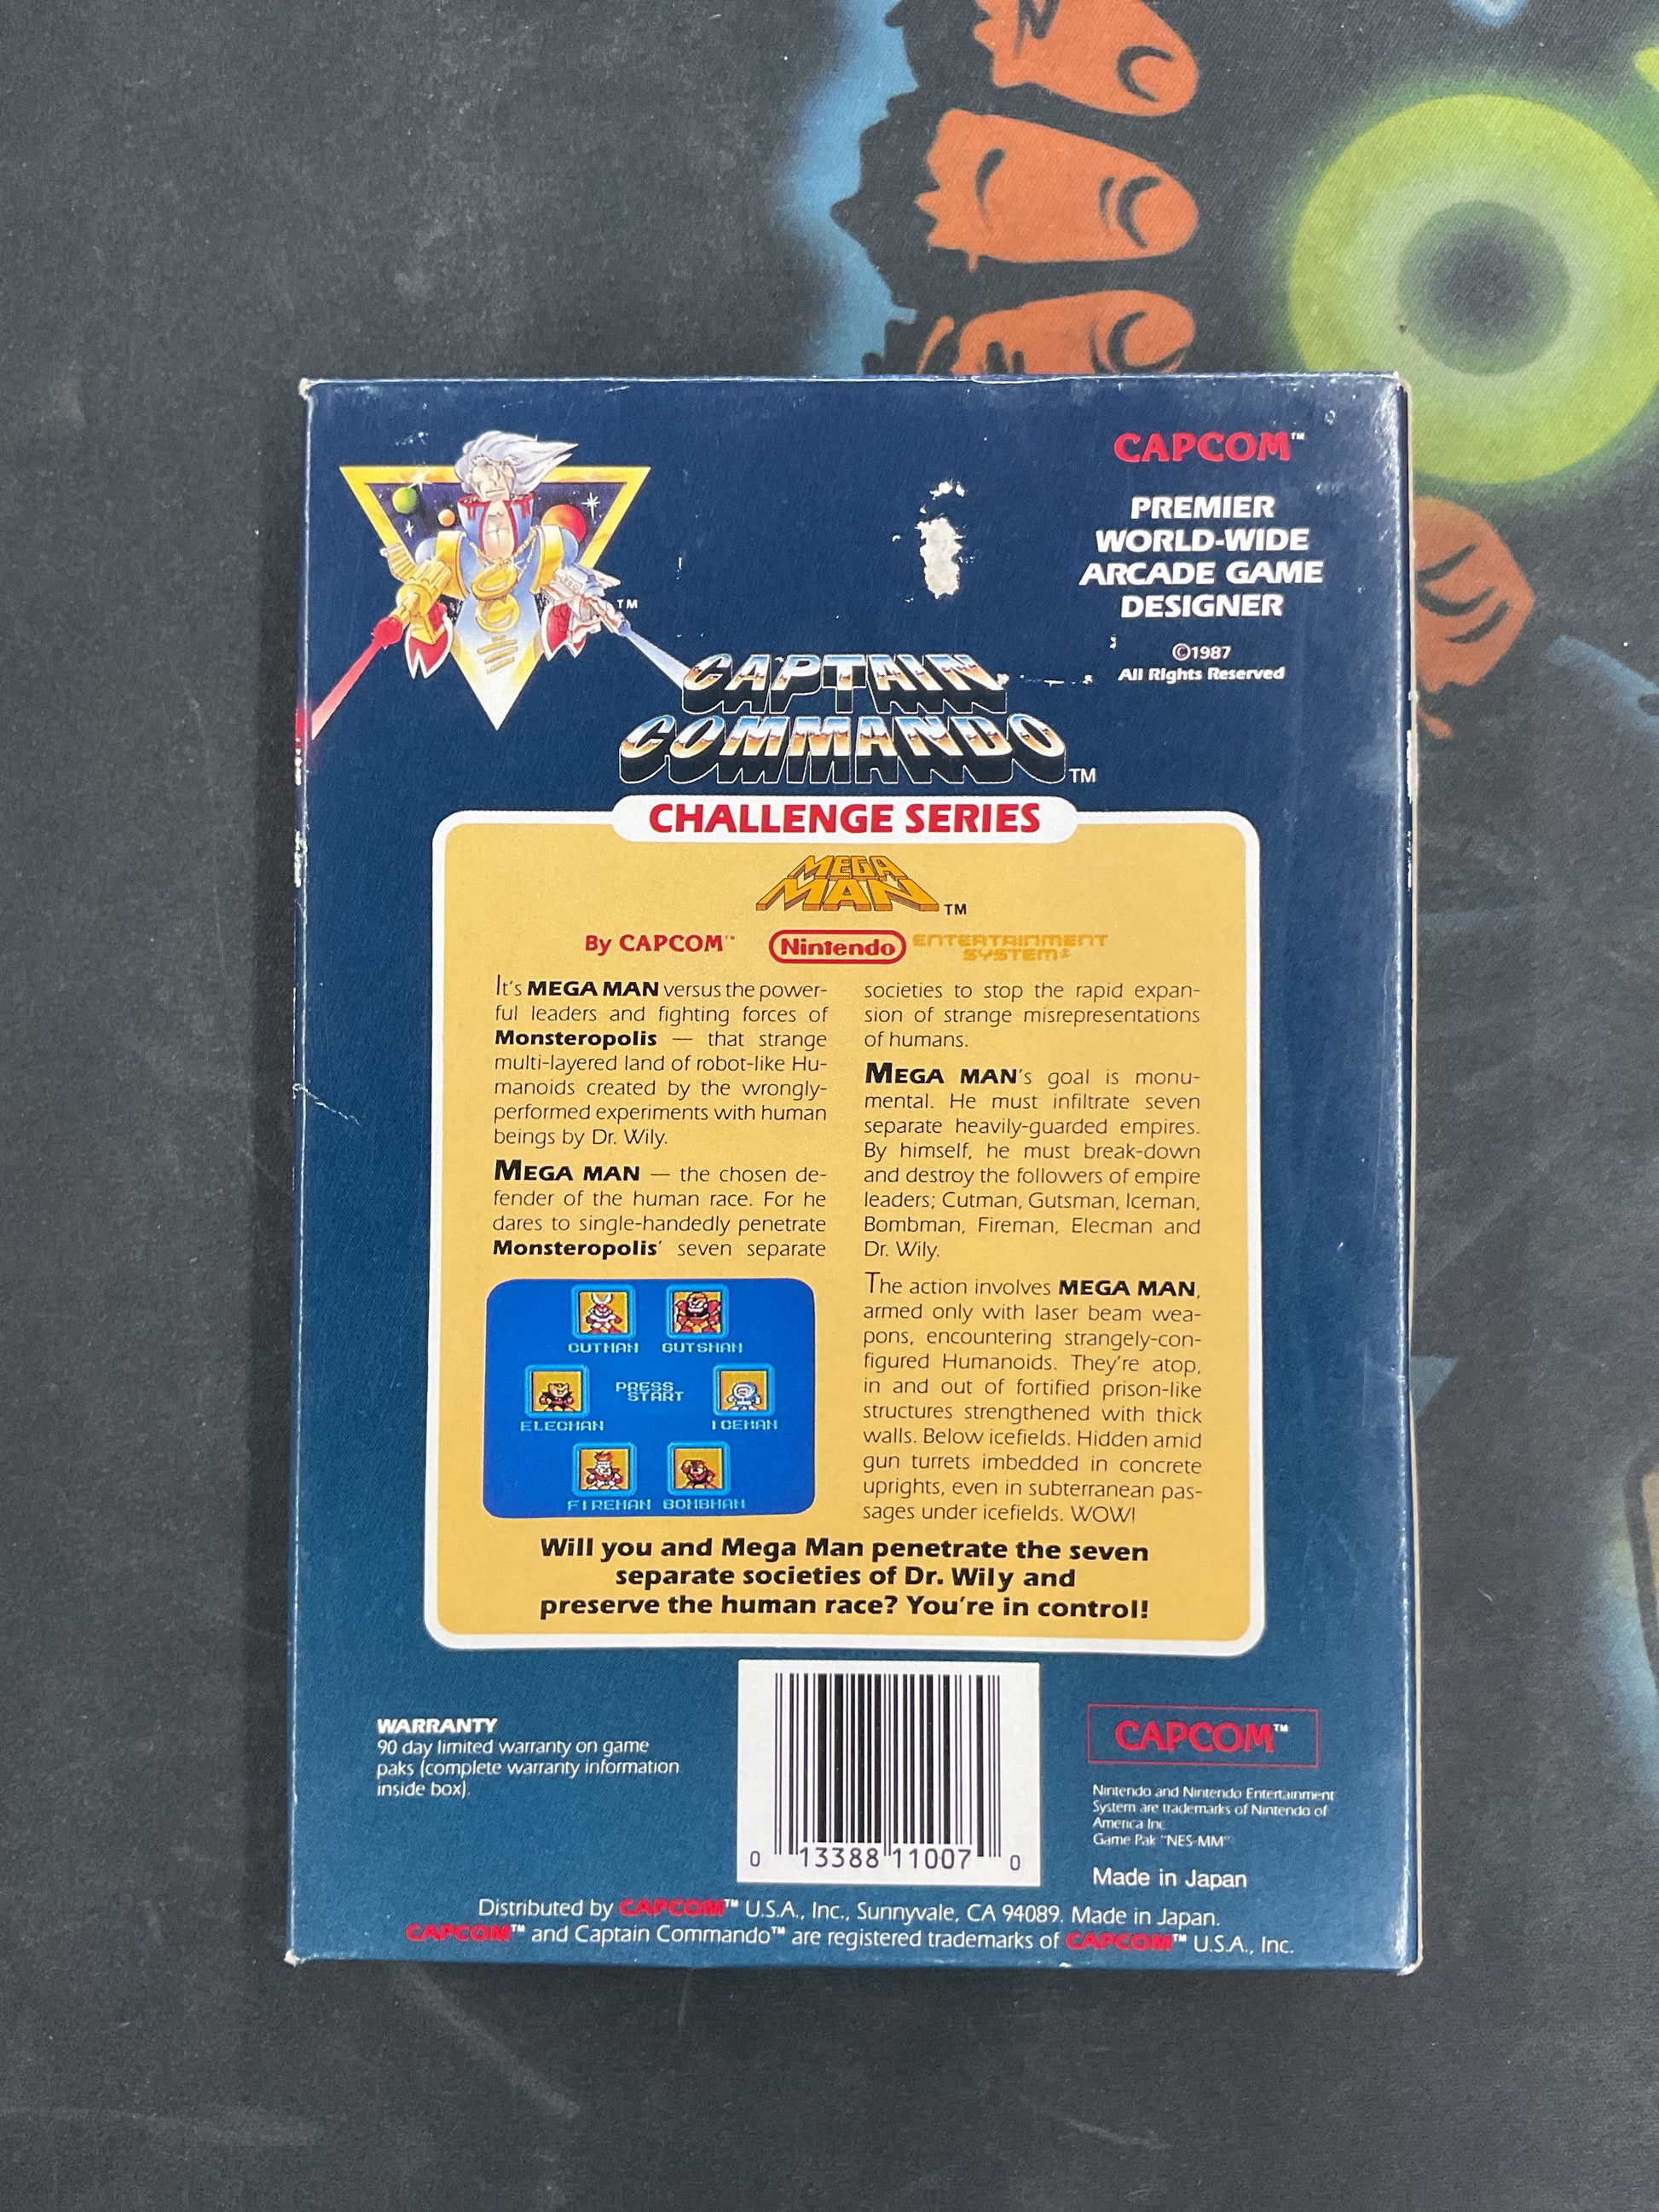 CAPCOM™
PREMIER
WORLD-WIDE
ARCADE GAME
DESIGNER
©1987
All Rights Reserved
TM
CAPTAIN
COMMANDO TM
CHALLENGE SERIES
MEGA
MAN TM
By CAPCOM™ Nintendo ENTERTAINMENT
SYSTEM®
It's MEGA MAN versus the power-
ful leaders and fighting forces of
Monsteropolis — that strange
multi-layered land of robot-like Hu-
manoids created by the wrongly-
performed experiments with human
beings by Dr. Wily.
MEGA MAN — the chosen de-
fender of the human race. For he
dares to single-handedly penetrate
Monsteropolis' seven separate
societies to stop the rapid expan-
sion of strange misrepresentations
of humans.
MEGA MAN's goal is monu-
mental. He must infiltrate seven
separate heavily-guarded empires.
By himself, he must break-down
and destroy the followers of empire
leaders; Cutman, Gutsman, Iceman,
Bombman, Fireman, Elecman and
Dr. Wily.
The action involves MEGA MAN,
armed only with laser beam wea-
pons, encountering strangely-con-
figured Humanoids. They're atop,
in and out of fortified prison-like
structures strengthened with thick
walls. Below icefields. Hidden amid
gun turrets imbedded in concrete
uprights, even in subterranean pas-
sages under icefields. WOW!
CUTMAN GUTSMAN
PRESS
START
ELECMAN ICEMAN
FIREMAN BOMBMAN
Will you and Mega Man penetrate the seven
separate societies of Dr. Wily and
preserve the human race? You're in control!
WARRANTY
90 day limited warranty on game
paks (complete warranty information
inside box).
0 13388 11007 0
CAPCOM™
Nintendo and Nintendo Entertainment
System are trademarks of Nintendo of
America Inc
Game Pak "NES-MM"
Made in Japan
Distributed by CAPCOM™ U.S.A., Inc., Sunnyvale, CA 94089. Made in Japan.
CAPCOM™ and Captain Commando™ are registered trademarks of CAPCOM™ U.S.A., Inc.